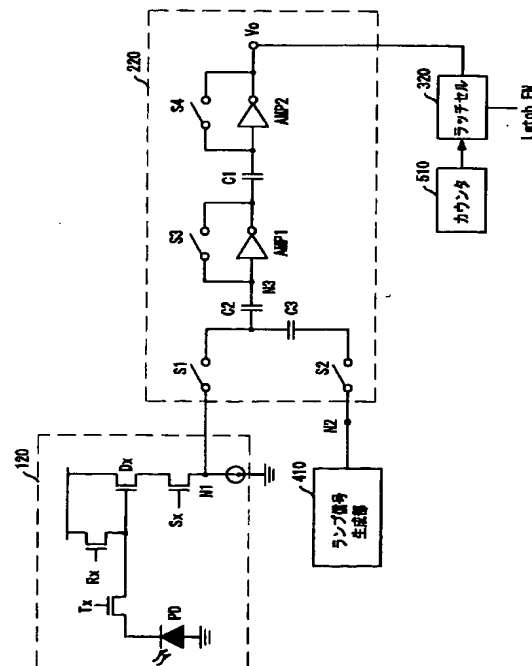 120
Rx
Tx
PD
Dx
Sx
N1
220
S1
S2
N2
C2
C3
N3
S3
AMP1
C1
S4
AMP2
Vo
410
ランプ信号
生成部
510
カウンタ
320
ラッチセル
Latch EN